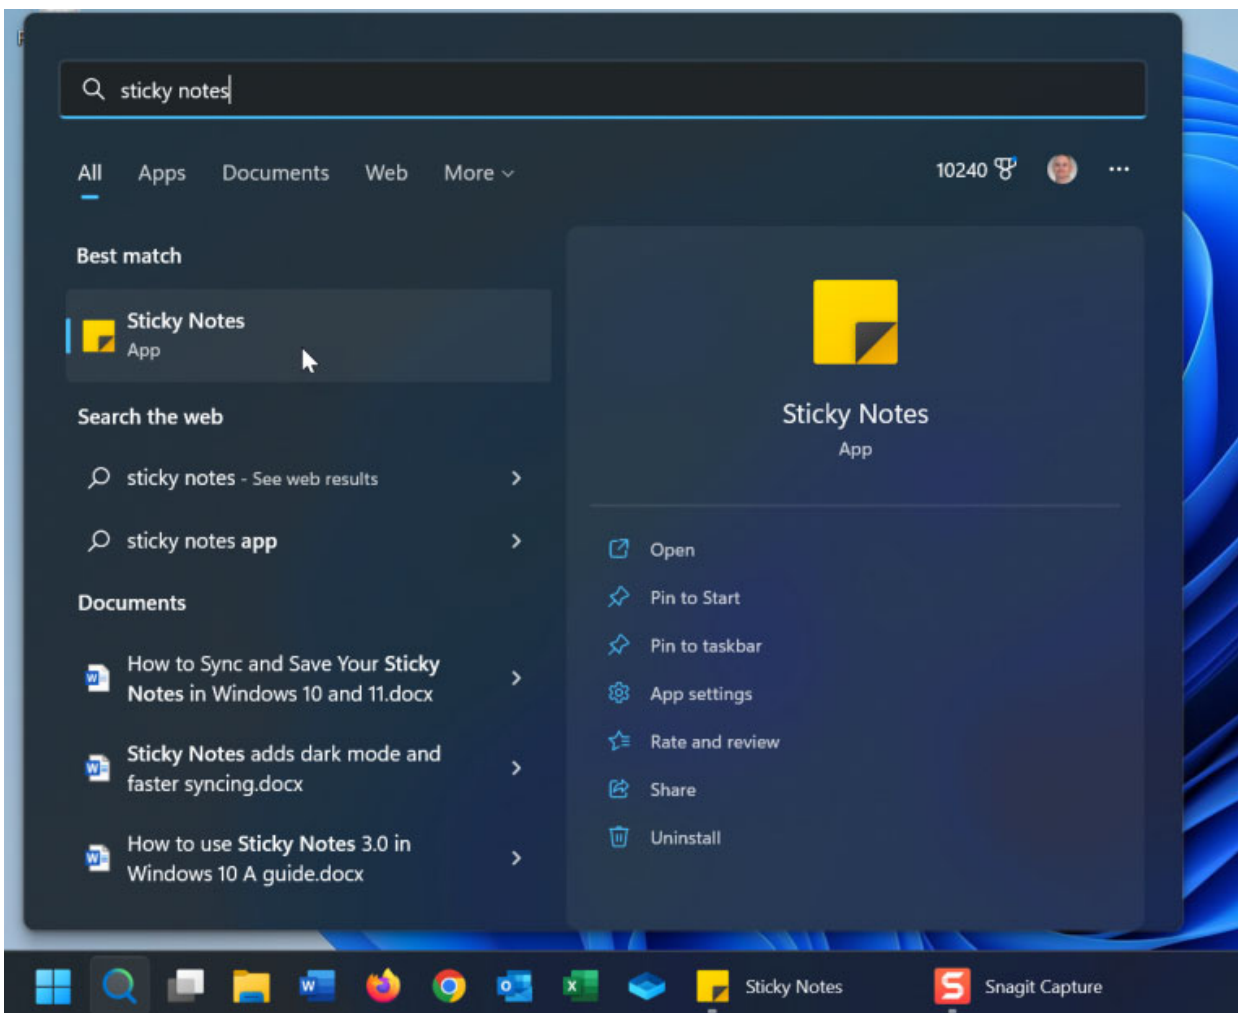 sticky notes
All Apps Documents Web More
10240
Best match
Sticky Notes
App
Search the web
sticky notes - See web results
sticky notes app
Documents
How to Sync and Save Your Sticky
Notes in Windows 10 and 11.docx
Sticky Notes adds dark mode and
faster syncing.docx
How to use Sticky Notes 3.0 in
Windows 10 A guide.docx
Sticky Notes
App
Open
Pin to Start
Pin to taskbar
App settings
Rate and review
Share
Uninstall
Sticky Notes
Snagit Capture